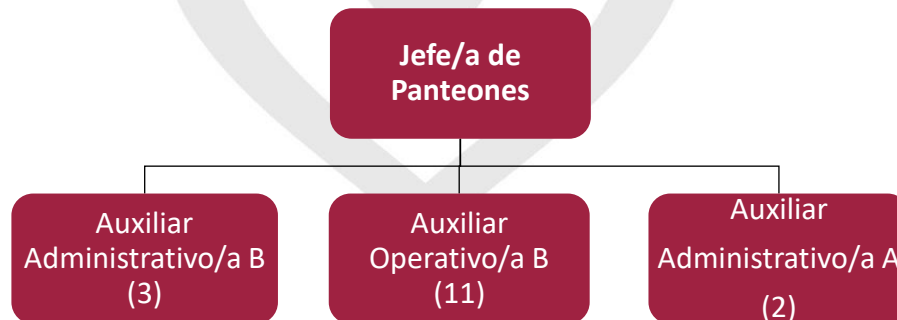 Jefe/a de
Panteones
Auxiliar
Administrativo/a B
(3)
Auxiliar
Operativo/a B
(11)
Auxiliar
Administrativo/a A
(2)